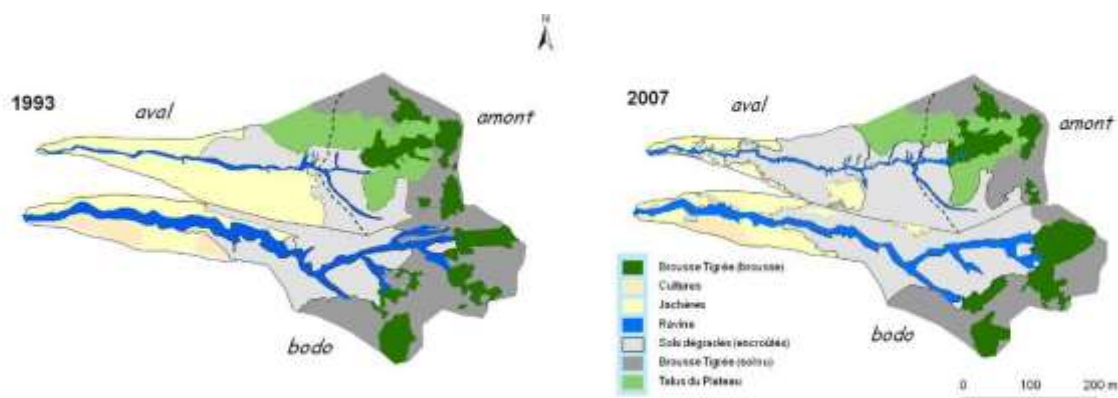 N
1993
aval
amont
bodo
2007
aval
amont
bodo
Brousse Tigrée (brousse)
Cultures
Jachères
Ravine
Sols dégradés (encroûtés)
Brousse Tigrée (sol nu)
Talus du Plateau
0 100 200 m